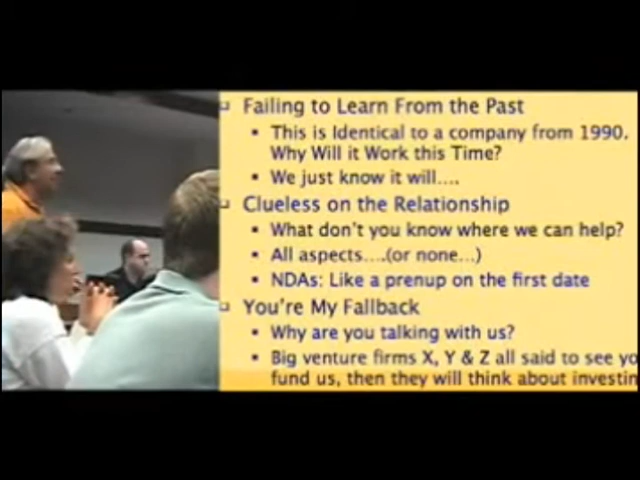 Failing to Learn From the Past
This is Identical to a company from 1990.
Why Will it Work this Time?
We just know it will....
Clueless on the Relationship
What don't you know where we can help?
All aspects....(or none...)
NDAs: Like a prenup on the first date
You're My Fallback
Why are you talking with us?
Big venture firms X, Y & Z all said to see yo
fund us, then they will think about investin